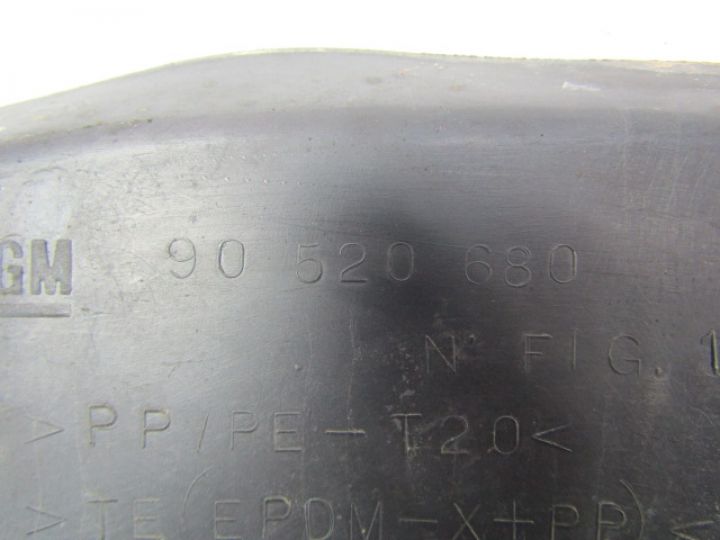 GM 90 520 680
N° FIG. 1
>PP/PE-T20<
>TE(EPDM-X+PP)<